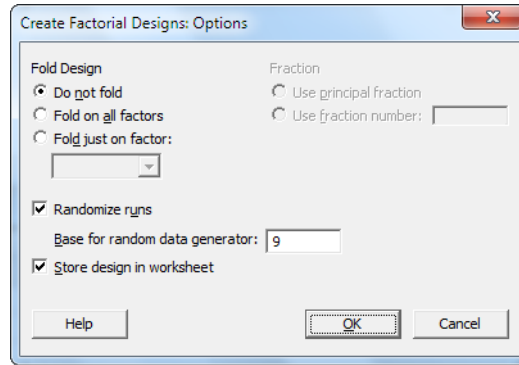 Create Factorial Designs: Options
Fold Design
Do not fold
Fold on all factors
Fold just on factor:
Fraction
Use principal fraction
Use fraction number:
Randomize runs
Base for random data generator: 9
Store design in worksheet
Help
OK
Cancel